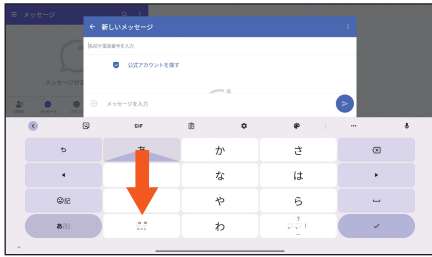 メッセージ
新しいメッセージ
名前や電話番号を入力
公式アカウントを探す
メッセージを入力
GIF
あ か さ
な は
☺記 や ら
あa1 わ 、。?!